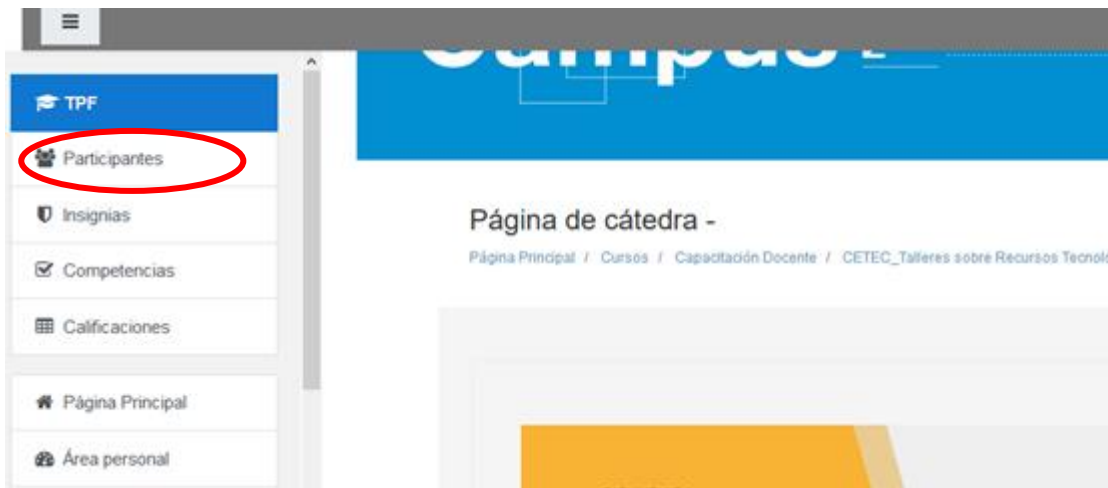 Campus
TPF
Participantes
Insignias
Competencias
Calificaciones
Página Principal
Área personal
Página de cátedra -
Página Principal / Cursos / Capacitación Docente / CETEC_Talleres sobre Recursos